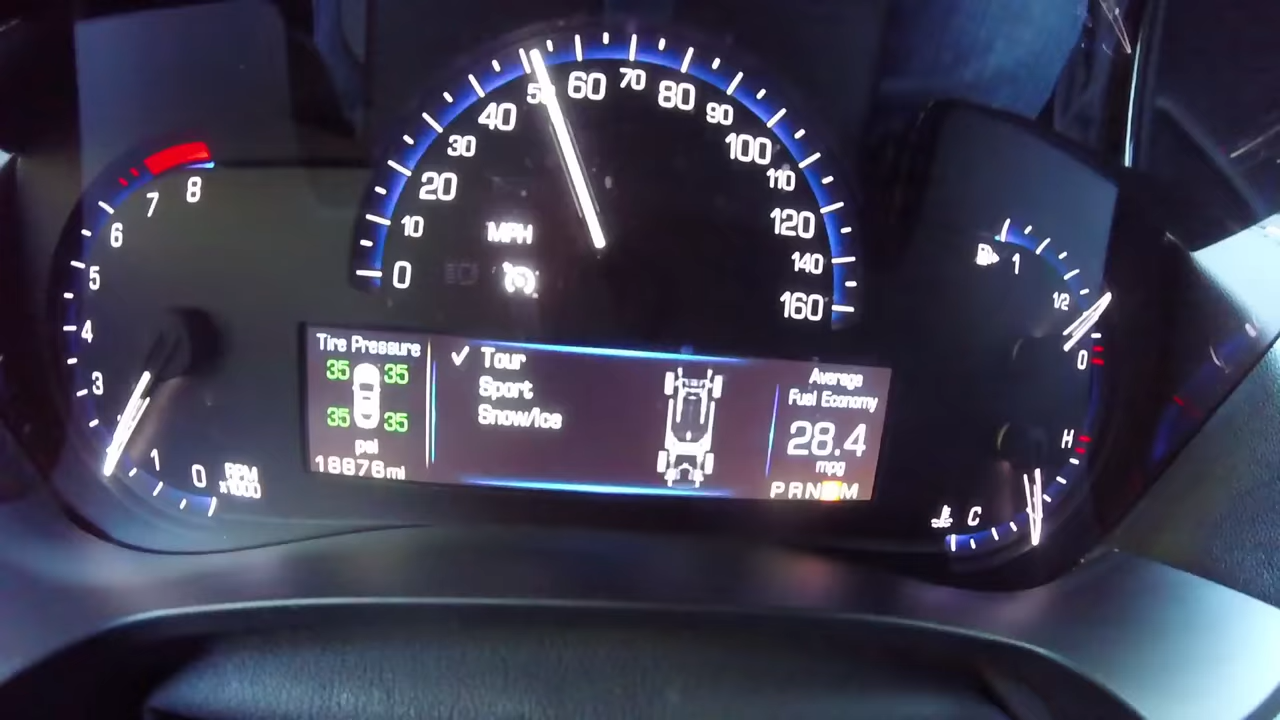 0
10
20
30
40
50
60
70
80
90
100
110
120
140
160
MPH
8
7
6
5
4
3
1
0
RPM
x1000
Tire Pressure
35 35
35 35
psi
18876 mi
✓ Tour
Sport
Snow/Ice
Average
Fuel Economy
28.4
mpg
PRNDM
1
1/2
0
H
C